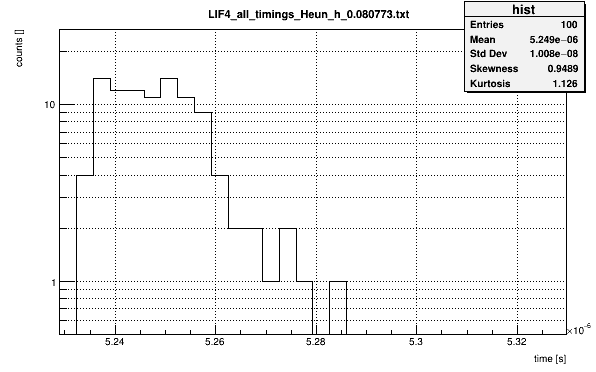 LIF4_all_timings_Heun_h_0.080773.txt
hist
Entries 100
Mean 5.249e−06
Std Dev 1.008e−08
Skewness 0.9489
Kurtosis 1.126
counts []
10
1
5.24 5.26 5.28 5.3 5.32
×10−6
time [s]